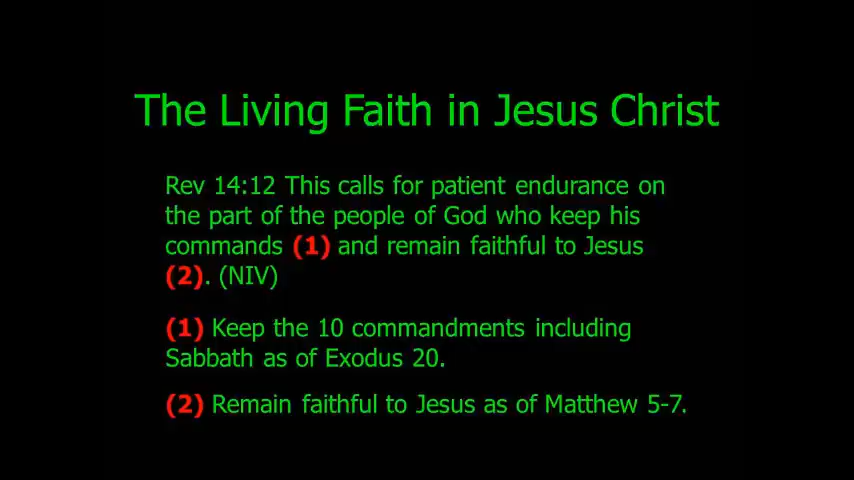 The Living Faith in Jesus Christ
Rev 14:12 This calls for patient endurance on
the part of the people of God who keep his
commands (1) and remain faithful to Jesus
(2). (NIV)
(1) Keep the 10 commandments including
Sabbath as of Exodus 20.
(2) Remain faithful to Jesus as of Matthew 5-7.